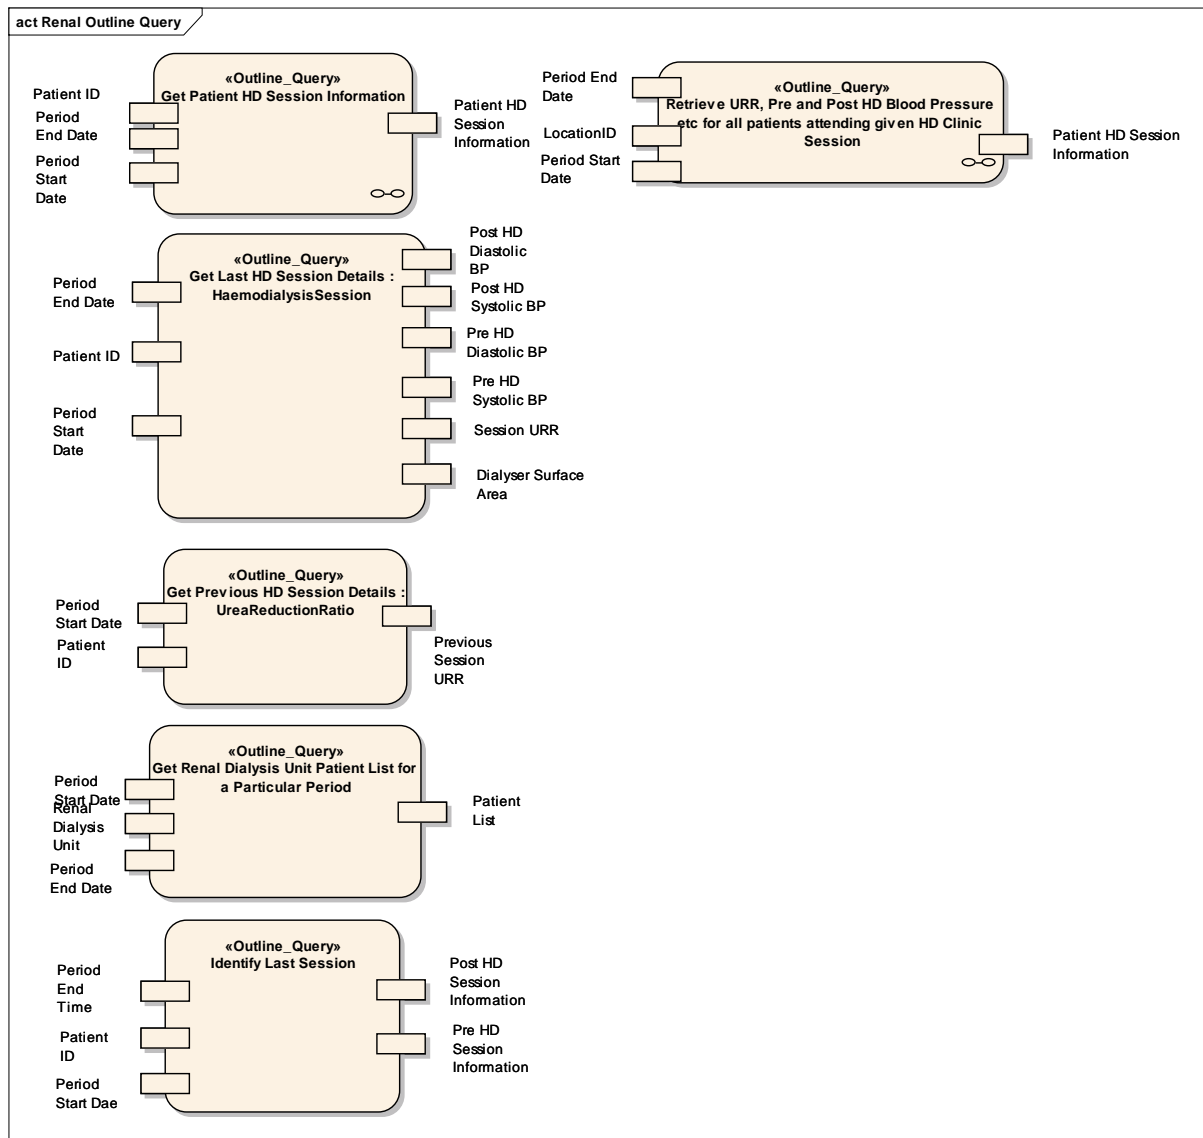 act Renal Outline Query
«Outline_Query»
Get Patient HD Session Information
Patient ID
Period
End Date
Period
Start
Date
Patient HD
Session
Information
«Outline_Query»
Retrieve URR, Pre and Post HD Blood Pressure
etc for all patients attending given HD Clinic
Session
Period End
Date
LocationID
Period Start
Date
Patient HD Session
Information
«Outline_Query»
Get Last HD Session Details :
HaemodialysisSession
Period
End Date
Patient ID
Period
Start
Date
Post HD
Diastolic
BP
Post HD
Systolic BP
Pre HD
Diastolic BP
Pre HD
Systolic BP
Session URR
Dialyser Surface
Area
«Outline_Query»
Get Previous HD Session Details :
UreaReductionRatio
Period
Start Date
Patient
ID
Previous
Session
URR
«Outline_Query»
Get Renal Dialysis Unit Patient List for
a Particular Period
Period
Start Date
Renal
Dialysis
Unit
Period
End Date
Patient
List
«Outline_Query»
Identify Last Session
Period
End
Time
Patient
ID
Period
Start Dae
Post HD
Session
Information
Pre HD
Session
Information